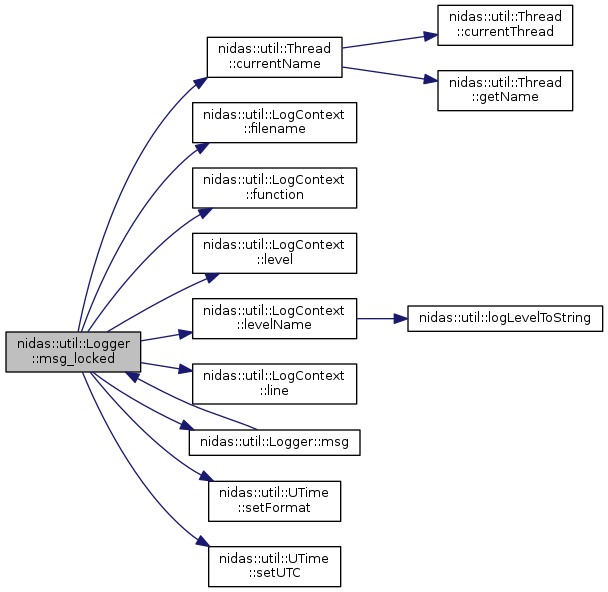 nidas::util::Thread
::currentThread
nidas::util::Thread
::currentName
nidas::util::Thread
::getName
nidas::util::LogContext
::filename
nidas::util::LogContext
::function
nidas::util::LogContext
::level
nidas::util::LogContext
::levelName
nidas::util::logLevelToString
nidas::util::Logger
::msg_locked
nidas::util::LogContext
::line
nidas::util::Logger::msg
nidas::util::UTime
::setFormat
nidas::util::UTime
::setUTC